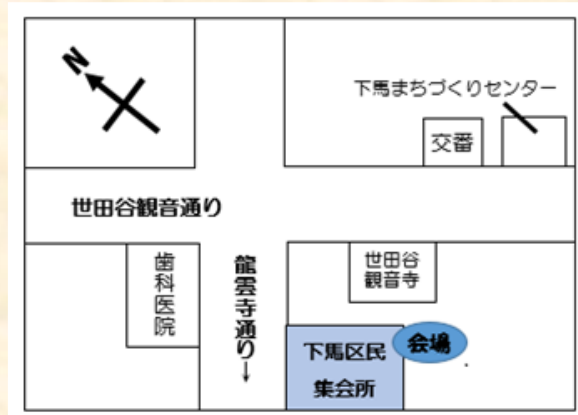 N
下馬まちづくりセンター
交番
世田谷観音通り
歯科医院
龍雲寺通り→
世田谷
観音寺
下馬区民
集会所
会場